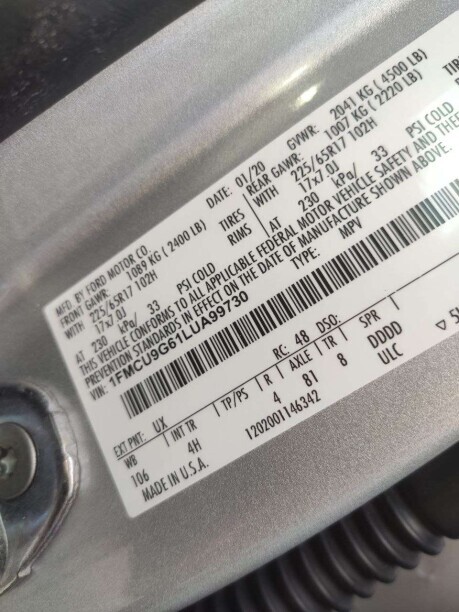 MFD BY FORD MOTOR CO. DATE: 01/20 GVWR: 2041 KG (4500 LB)
FRONT GAWR: 1089 KG (2400 LB) REAR GAWR: 1007 KG (2220 LB)
225/65R17 102H TIRES WITH 225/65R17 102H TIR
17x7.0J RIMS 17x7.0J
AT 230 kPa/ 33 PSI COLD AT 230 kPa/ 33 PSI COLD
THIS VEHICLE CONFORMS TO ALL APPLICABLE FEDERAL MOTOR VEHICLE SAFETY AND THEF
PREVENTION STANDARDS IN EFFECT ON THE DATE OF MANUFACTURE SHOWN ABOVE.
VIN: 1FMCU9G61LUA99730 TYPE: MPV
EXT PNT: UX RC: 48 DSO:
WB INT TR TP/PS R AXLE TR SPR
106 4H 4 81 8 DDDD
MADE IN U.S.A. 1202001146342 ULC